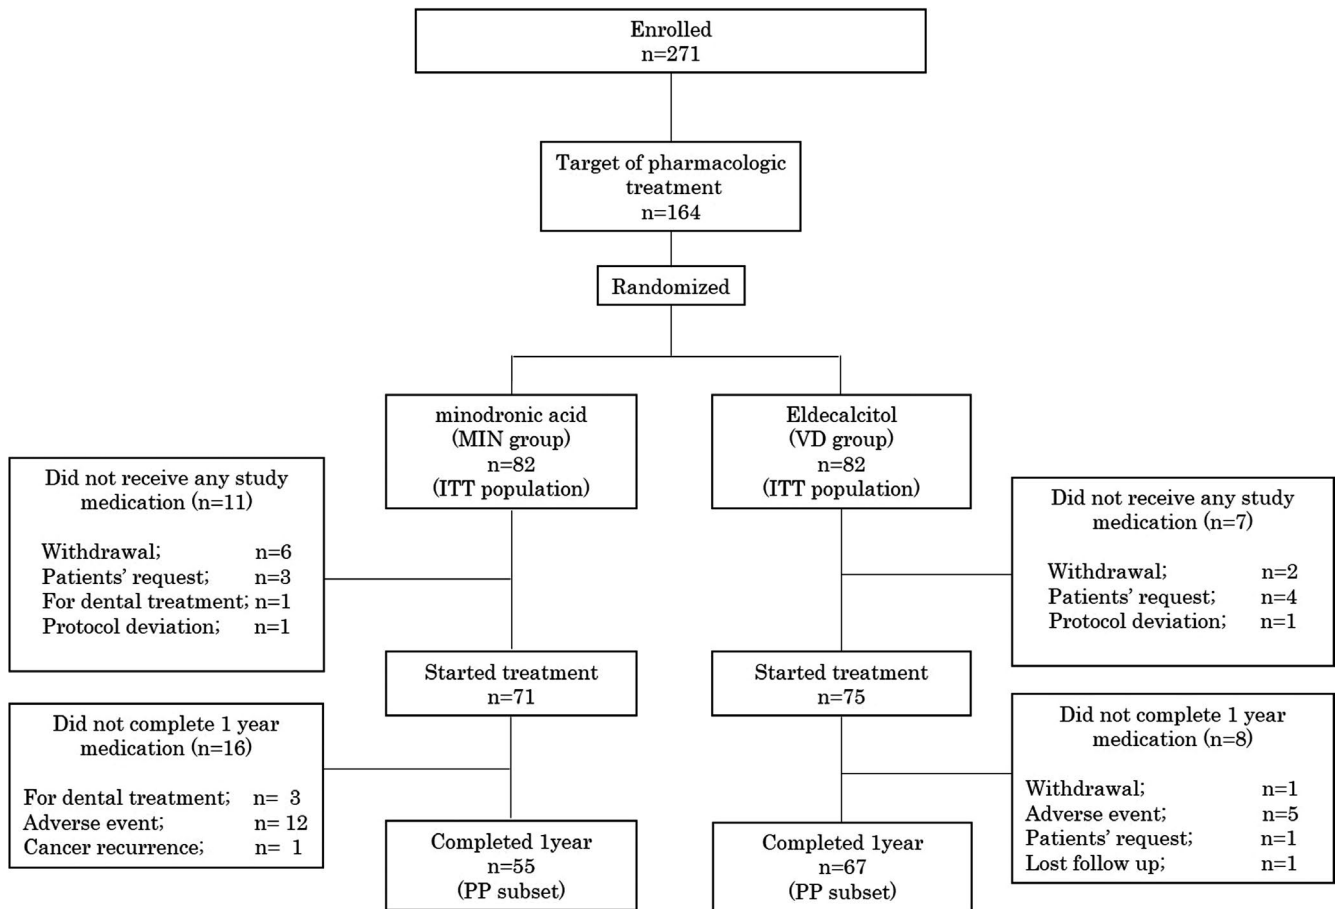 Enrolled
n=271
Target of pharmacologic
treatment
n=164
Randomized
minodronic acid
(MIN group)
n=82
(ITT population)
Eldecalcitol
(VD group)
n=82
(ITT population)
Did not receive any study
medication (n=11)
Withdrawal; n=6
Patients' request; n=3
For dental treatment; n=1
Protocol deviation; n=1
Did not receive any study
medication (n=7)
Withdrawal; n=2
Patients' request; n=4
Protocol deviation; n=1
Started treatment
n=71
Started treatment
n=75
Did not complete 1 year
medication (n=16)
For dental treatment; n= 3
Adverse event; n= 12
Cancer recurrence; n= 1
Did not complete 1 year
medication (n=8)
Withdrawal; n=1
Adverse event; n=5
Patients' request; n=1
Lost follow up; n=1
Completed 1year
n=55
(PP subset)
Completed 1year
n=67
(PP subset)